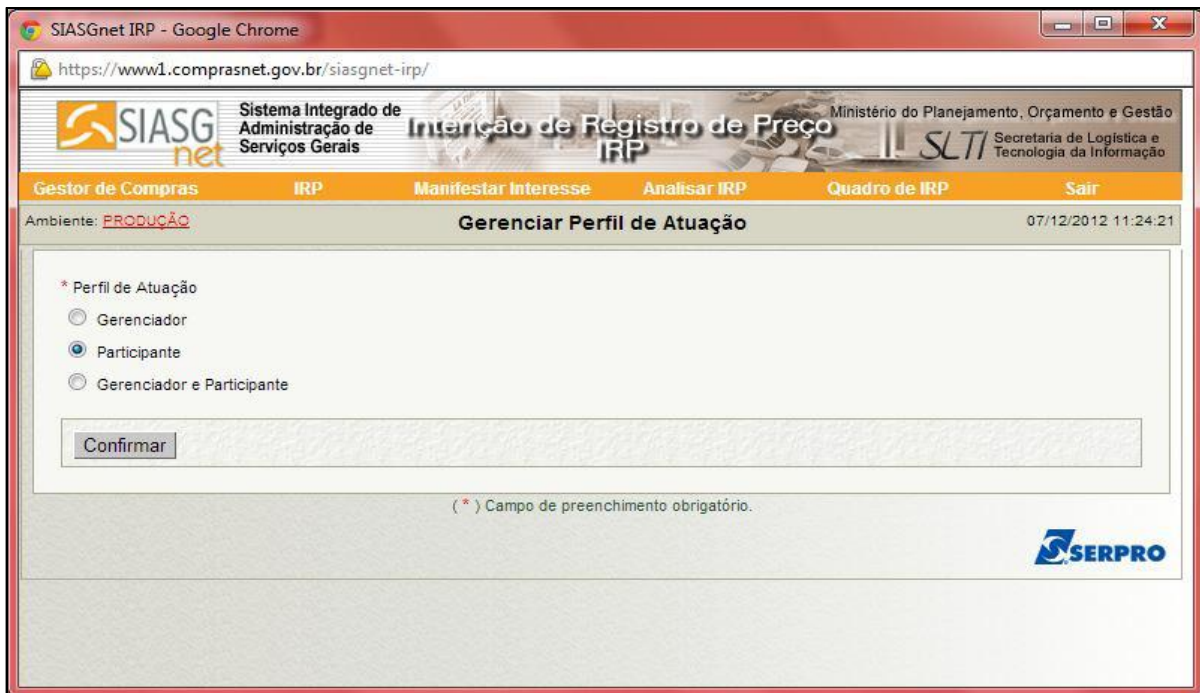 SIASGnet IRP - Google Chrome
https://www1.comprasnet.gov.br/siasgnet-irp/
SIASG
net
Sistema Integrado de
Administração de
Serviços Gerais
Intenção de Registro de Preço
IRP
Ministério do Planejamento, Orçamento e Gestão
SLTI
Secretaria de Logística e
Tecnologia da Informação
Gestor de Compras IRP Manifestar Interesse Analisar IRP Quadro de IRP Sair
Ambiente: PRODUÇÃO Gerenciar Perfil de Atuação 07/12/2012 11:24:21
* Perfil de Atuação
Gerenciador
Participante
Gerenciador e Participante
Confirmar
( * ) Campo de preenchimento obrigatório.
SERPRO